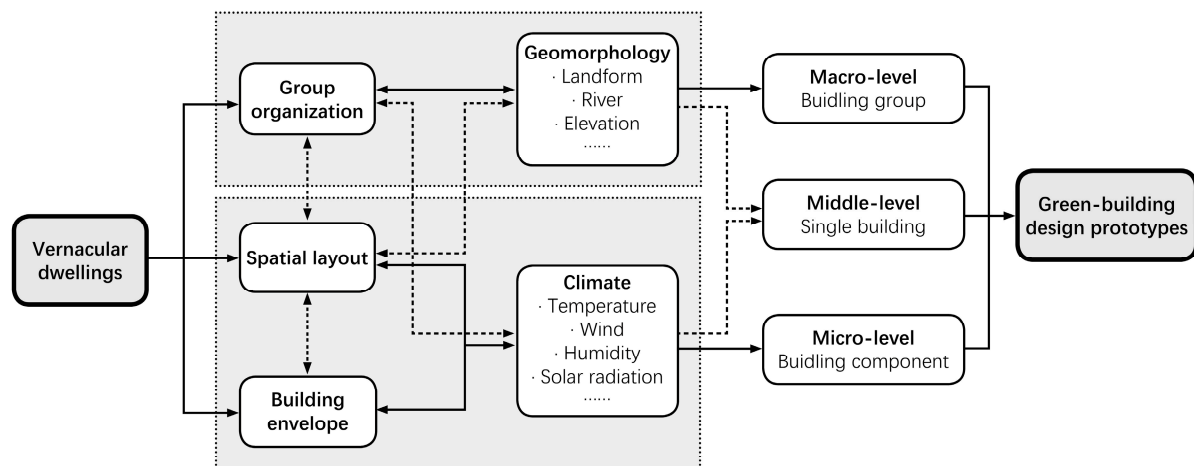 Vernacular
dwellings
Group
organization
Spatial layout
Building
envelope
Geomorphology
· Landform
· River
· Elevation
······
Climate
· Temperature
· Wind
· Humidity
· Solar radiation
······
Macro-level
Buidling group
Middle-level
Single building
Micro-level
Buidling component
Green-building
design prototypes